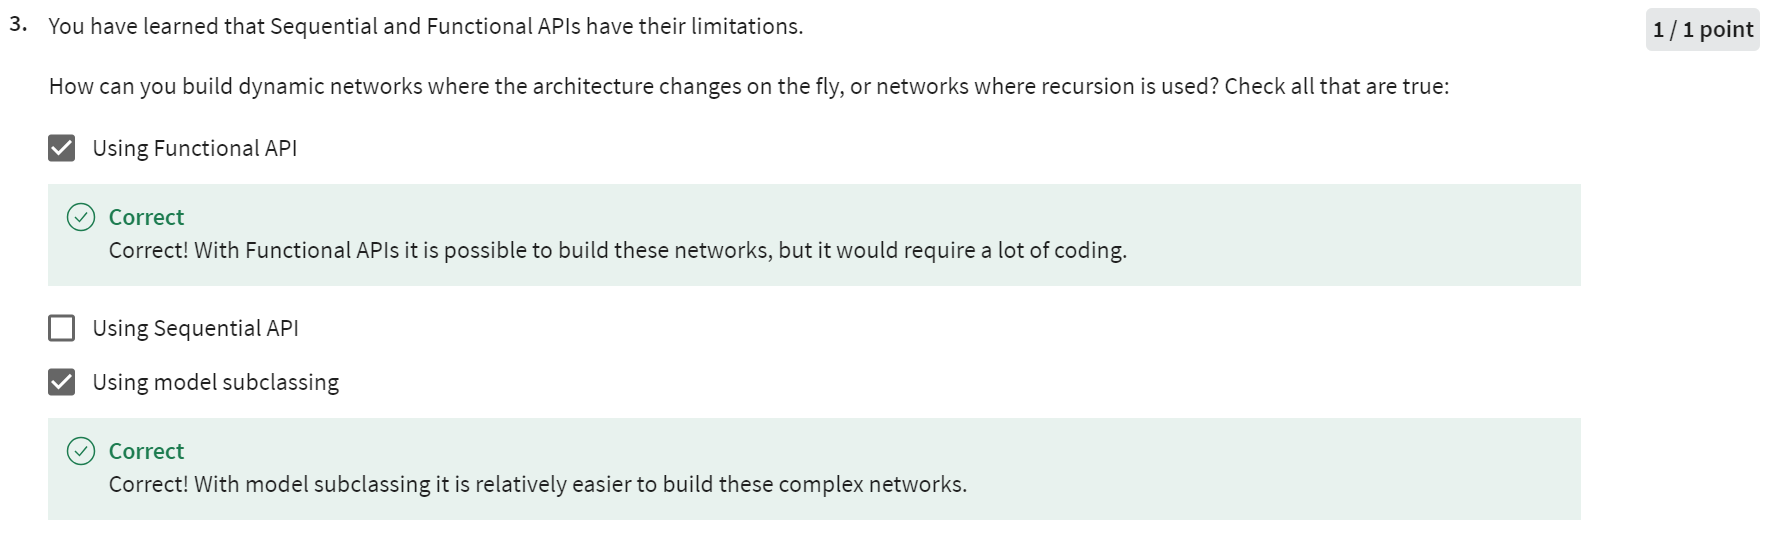 3. You have learned that Sequential and Functional APIs have their limitations.
1 / 1 point
How can you build dynamic networks where the architecture changes on the fly, or networks where recursion is used? Check all that are true:
Using Functional API
Correct
Correct! With Functional APIs it is possible to build these networks, but it would require a lot of coding.
Using Sequential API
Using model subclassing
Correct
Correct! With model subclassing it is relatively easier to build these complex networks.